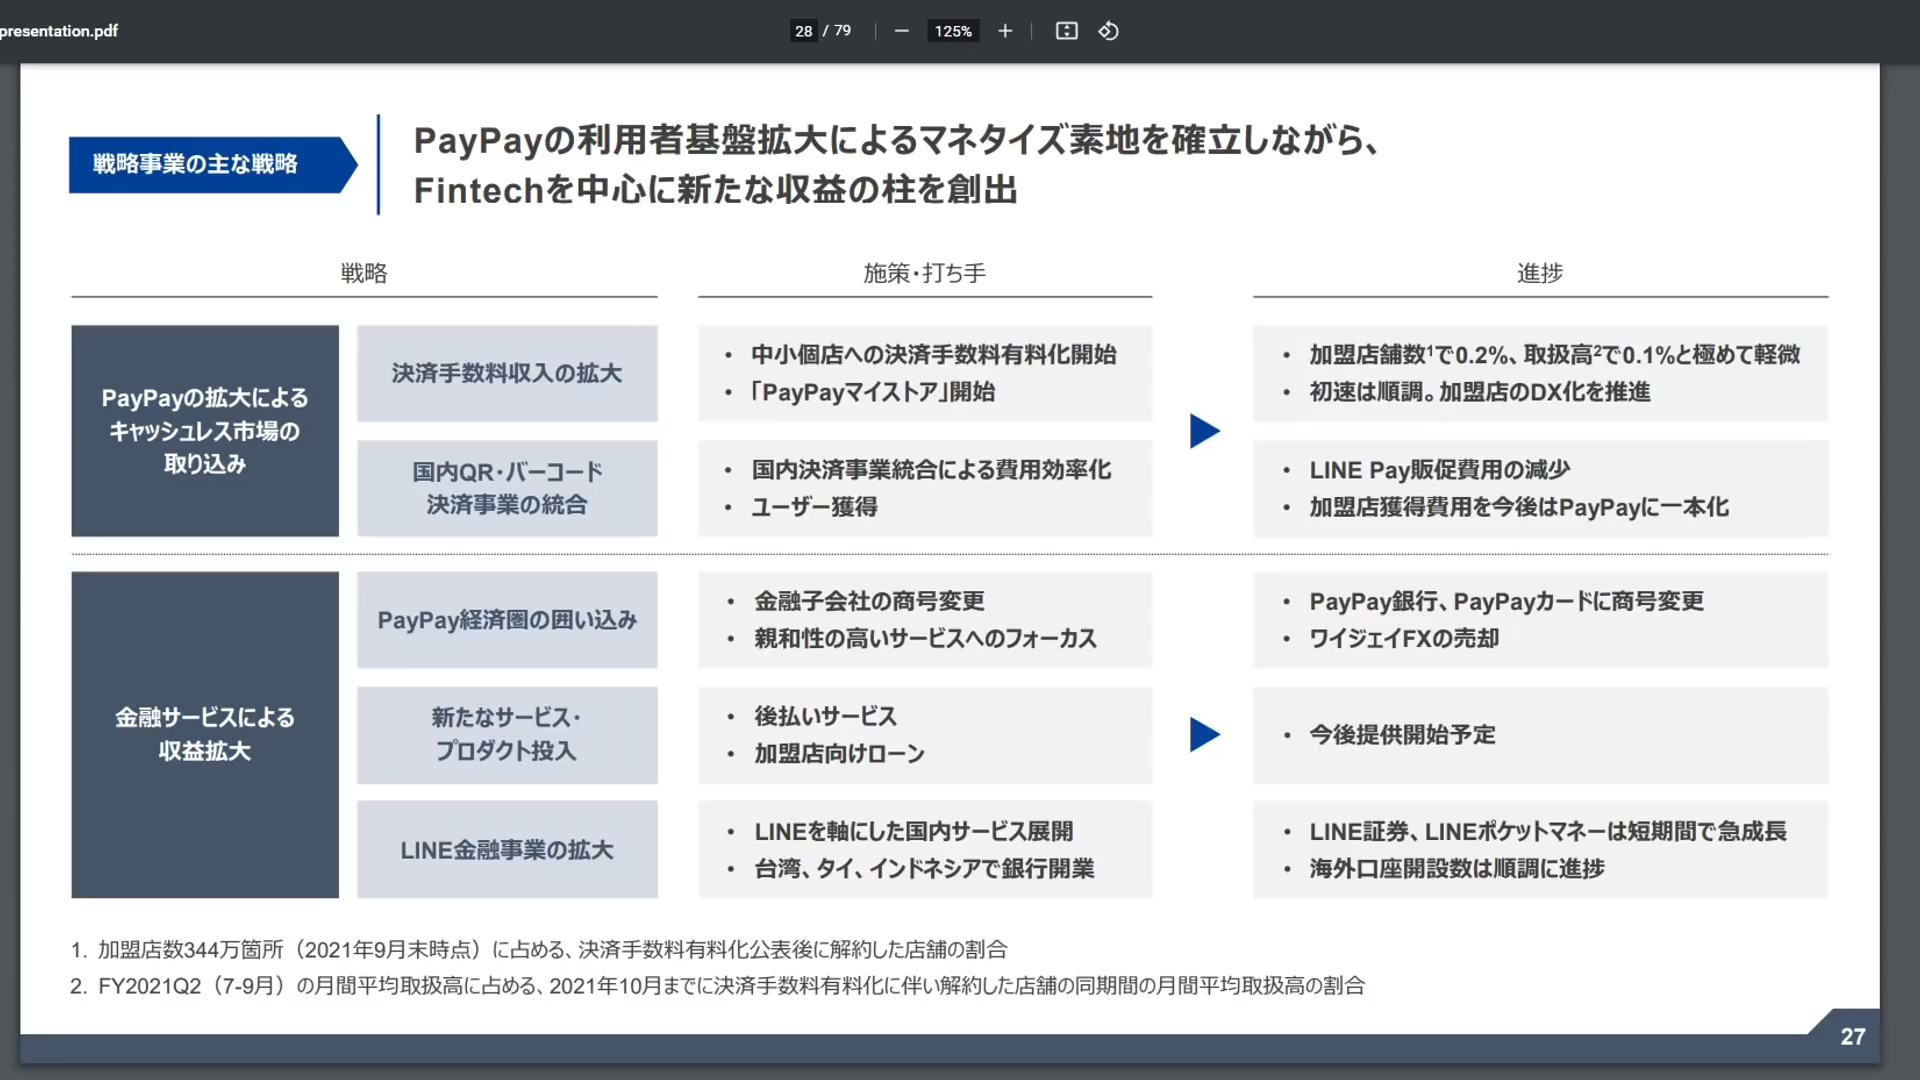 presentation.pdf
28 / 79
125%
戦略事業の主な戦略
PayPayの利用者基盤拡大によるマネタイズ素地を確立しながら、
Fintechを中心に新たな収益の柱を創出
戦略
施策・打ち手
進捗
PayPayの拡大による
キャッシュレス市場の
取り込み
決済手数料収入の拡大
• 中小個店への決済手数料有料化開始
• 「PayPayマイストア」開始
• 加盟店舗数1で0.2%、取扱高2で0.1%と極めて軽微
• 初速は順調。加盟店のDX化を推進
国内QR・バーコード
決済事業の統合
• 国内決済事業統合による費用効率化
• ユーザー獲得
• LINE Pay販促費用の減少
• 加盟店獲得費用を今後はPayPayに一本化
金融サービスによる
収益拡大
PayPay経済圏の囲い込み
• 金融子会社の商号変更
• 親和性の高いサービスへのフォーカス
• PayPay銀行、PayPayカードに商号変更
• ワイジェイFXの売却
新たなサービス・
プロダクト投入
• 後払いサービス
• 加盟店向けローン
• 今後提供開始予定
LINE金融事業の拡大
• LINEを軸にした国内サービス展開
• 台湾、タイ、インドネシアで銀行開業
• LINE証券、LINEポケットマネーは短期間で急成長
• 海外口座開設数は順調に進捗
1. 加盟店数344万箇所（2021年9月末時点）に占める、決済手数料有料化公表後に解約した店舗の割合
2. FY2021Q2（7-9月）の月間平均取扱高に占める、2021年10月までに決済手数料有料化に伴い解約した店舗の同期間の月間平均取扱高の割合
27